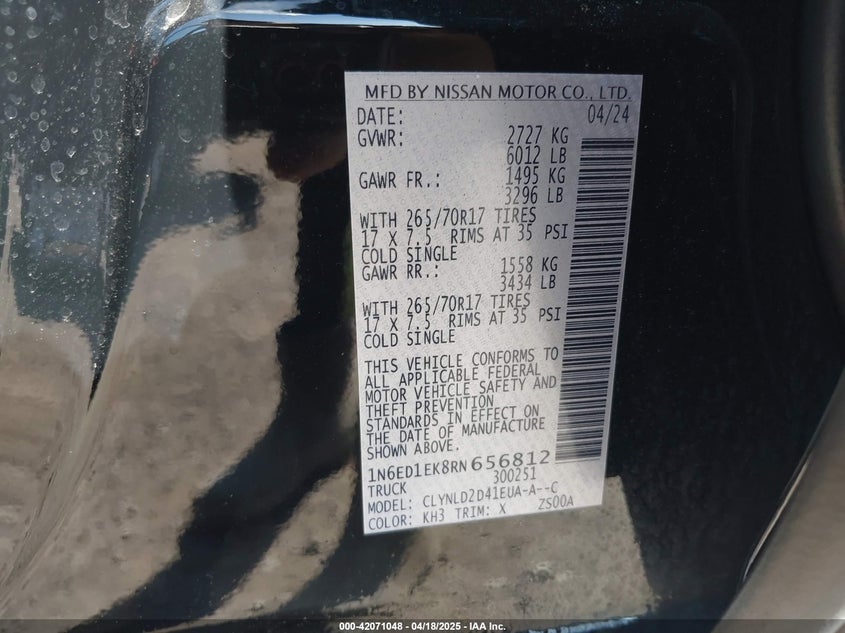 MFD BY NISSAN MOTOR CO., LTD.
DATE: 04/24
GVWR: 2727 KG
6012 LB
GAWR FR.: 1495 KG
3296 LB
WITH 265/70R17 TIRES
17 X 7.5 RIMS AT 35 PSI
COLD SINGLE
GAWR RR.: 1558 KG
3434 LB
WITH 265/70R17 TIRES
17 X 7.5 RIMS AT 35 PSI
COLD SINGLE
THIS VEHICLE CONFORMS TO
ALL APPLICABLE FEDERAL
MOTOR VEHICLE SAFETY AND
THEFT PREVENTION
STANDARDS IN EFFECT ON
THE DATE OF MANUFACTURE
SHOWN ABOVE.
1N6ED1EK8RN656812
TRUCK 300251
MODEL: CLYNLD2D41EUA-A--C
COLOR: KH3 TRIM: X ZS00A
000-42071048 - 04/18/2025 - IAA Inc.